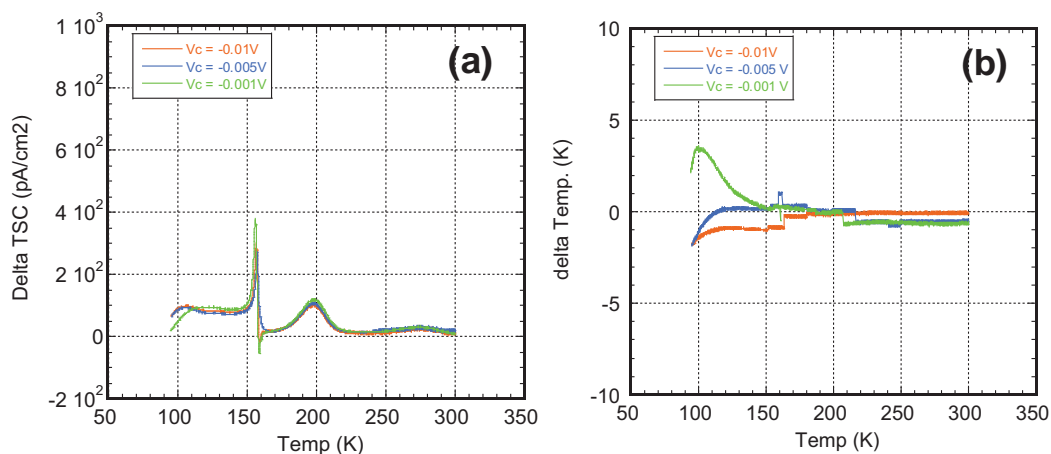 (a)
Vc = -0.01V
Vc = -0.005V
Vc = -0.001V
Delta TSC (pA/cm2)
1 10³
8 10²
6 10²
4 10²
2 10²
0
-2 10²
50 100 150 200 250 300 350
Temp (K)
(b)
Vc = -0.01V
Vc = -0.005 V
Vc = -0.001 V
delta Temp. (K)
10
5
0
-5
-10
50 100 150 200 250 300 350
Temp (K)